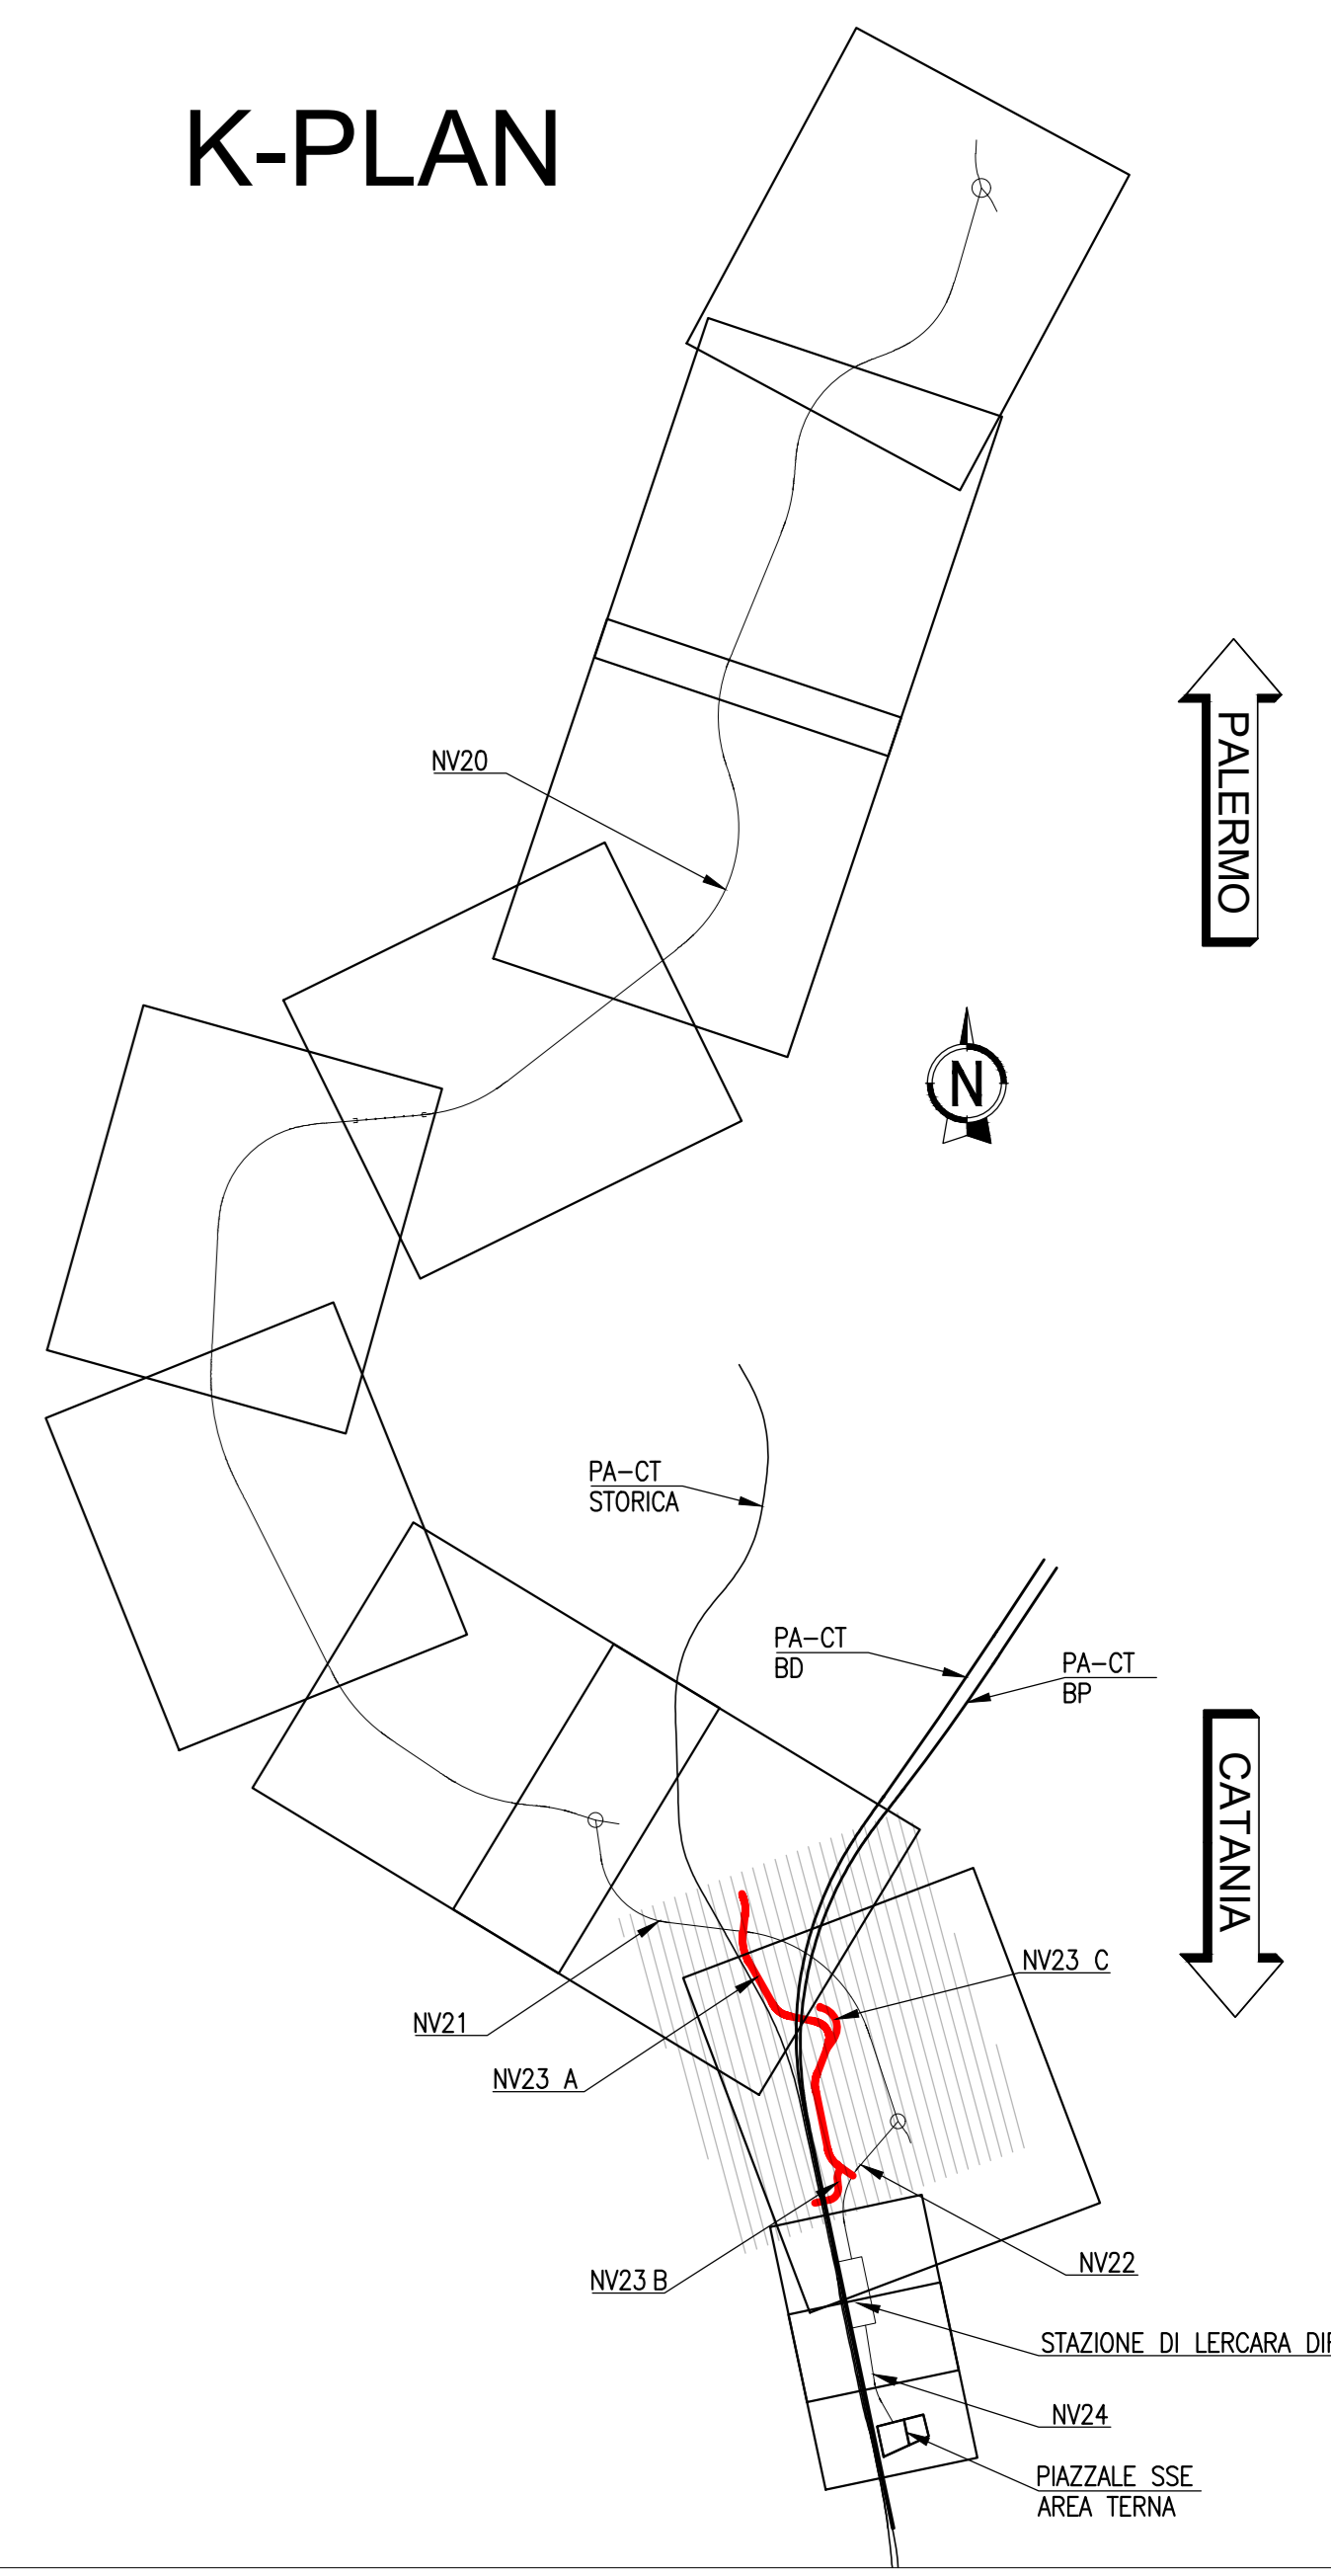 K-PLAN
PALERMO
NV20
N
PA-CT
STORICA
PA-CT
BD
PA-CT
BP
CATANIA
NV23 C
NV21
NV23 A
NV22
NV23 B
STAZIONE DI LERCARA
NV24
PIAZZALE SSE
AREA TERNA